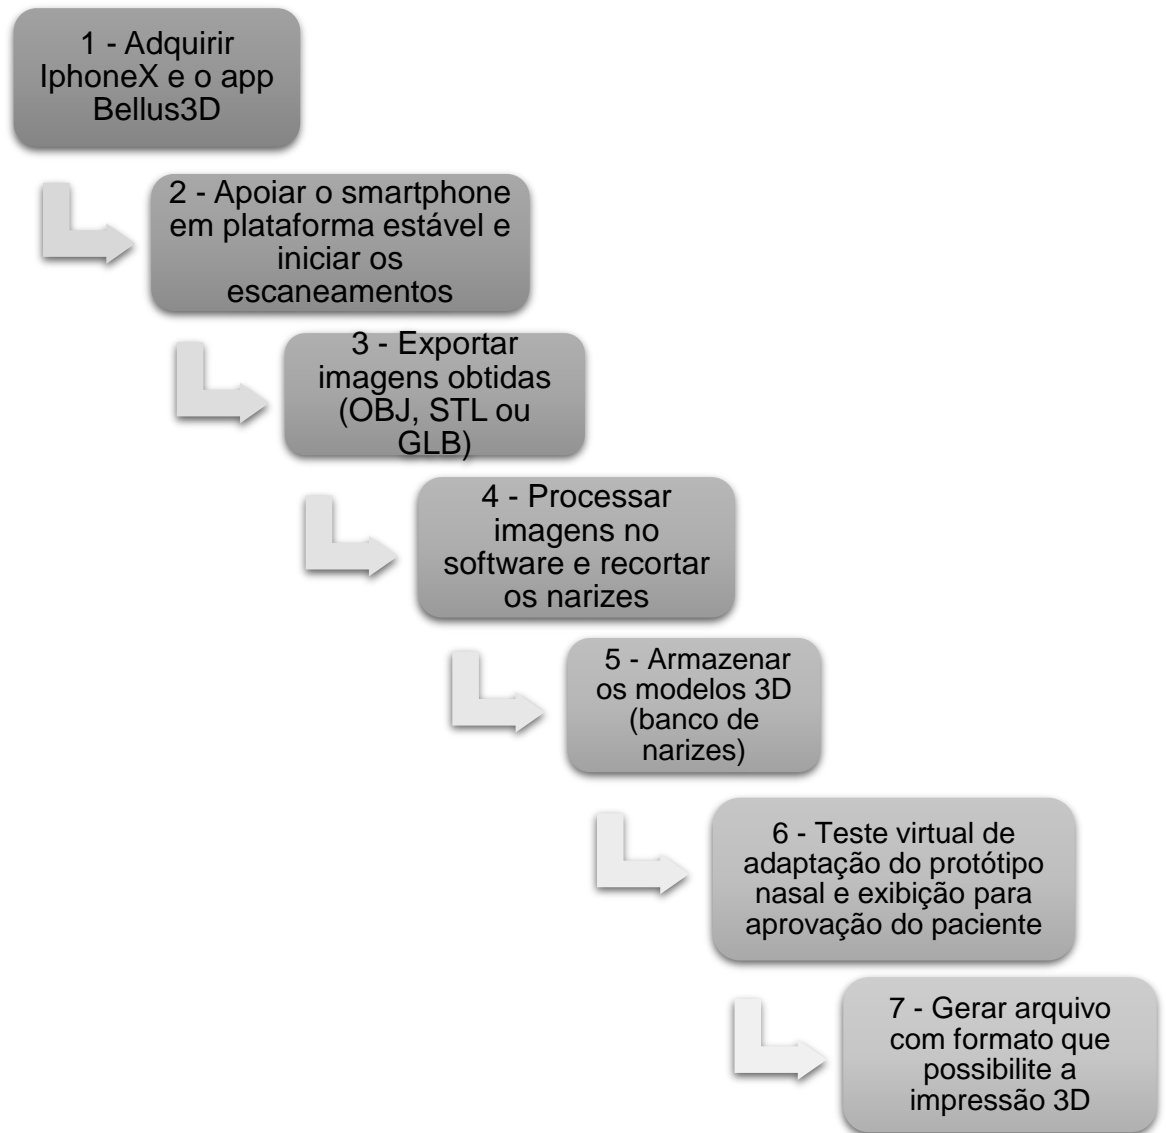 1 - Adquirir
IphoneX e o app
Bellus3D
2 - Apoiar o smartphone
em plataforma estável e
iniciar os
escaneamentos
3 - Exportar
imagens obtidas
(OBJ, STL ou
GLB)
4 - Processar
imagens no
software e recortar
os narizes
5 - Armazenar
os modelos 3D
(banco de
narizes)
6 - Teste virtual de
adaptação do protótipo
nasal e exibição para
aprovação do paciente
7 - Gerar arquivo
com formato que
possibilite a
impressão 3D